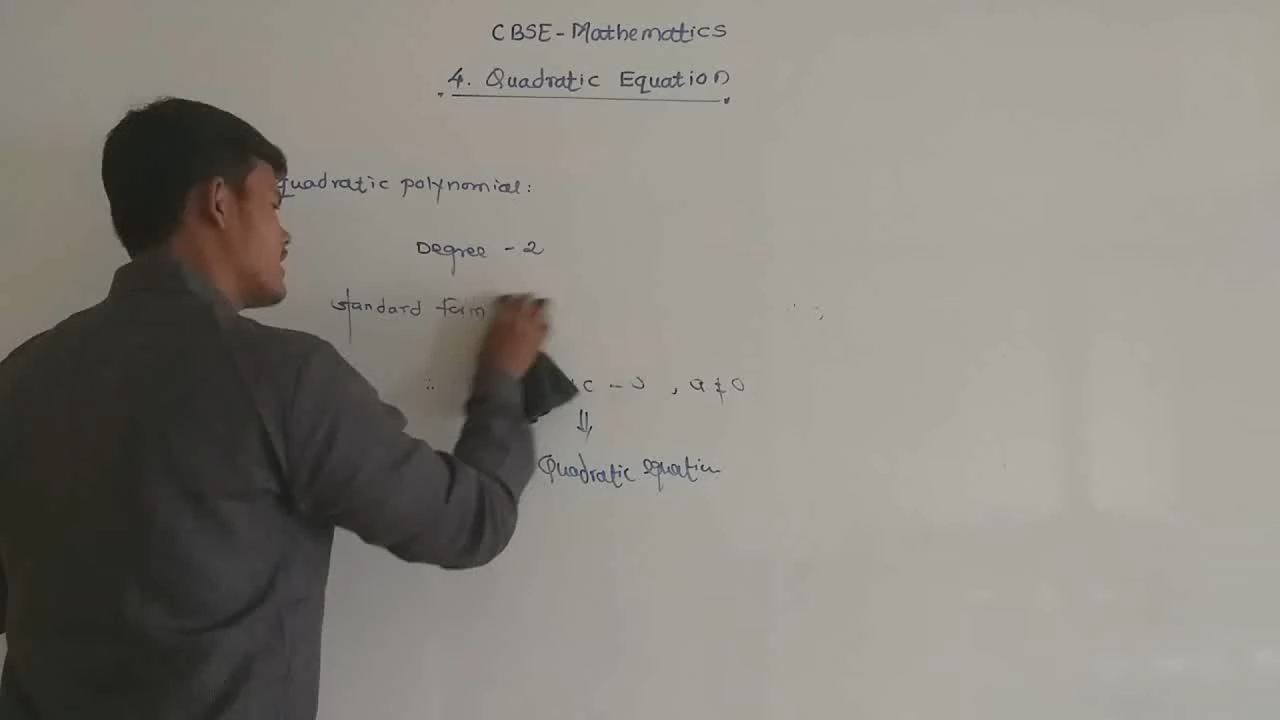 CBSE - Mathematics
4. Quadratic Equation
quadratic polynomial:
Degree - 2
standard form
∴ c = 0 , a ≠ 0
⇓
Quadratic equation